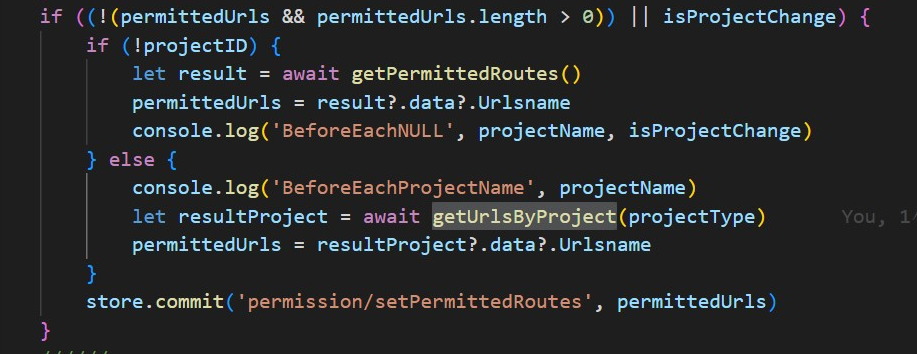 if ((!(permittedUrls && permittedUrls.length > 0)) || isProjectChange) {
if (!projectID) {
let result = await getPermittedRoutes()
permittedUrls = result?.data?.Urlsname
console.log('BeforeEachNULL', projectName, isProjectChange)
} else {
console.log('BeforeEachProjectName', projectName)
let resultProject = await getUrlsByProject(projectType) You, 1
permittedUrls = resultProject?.data?.Urlsname
}
store.commit('permission/setPermittedRoutes', permittedUrls)
}